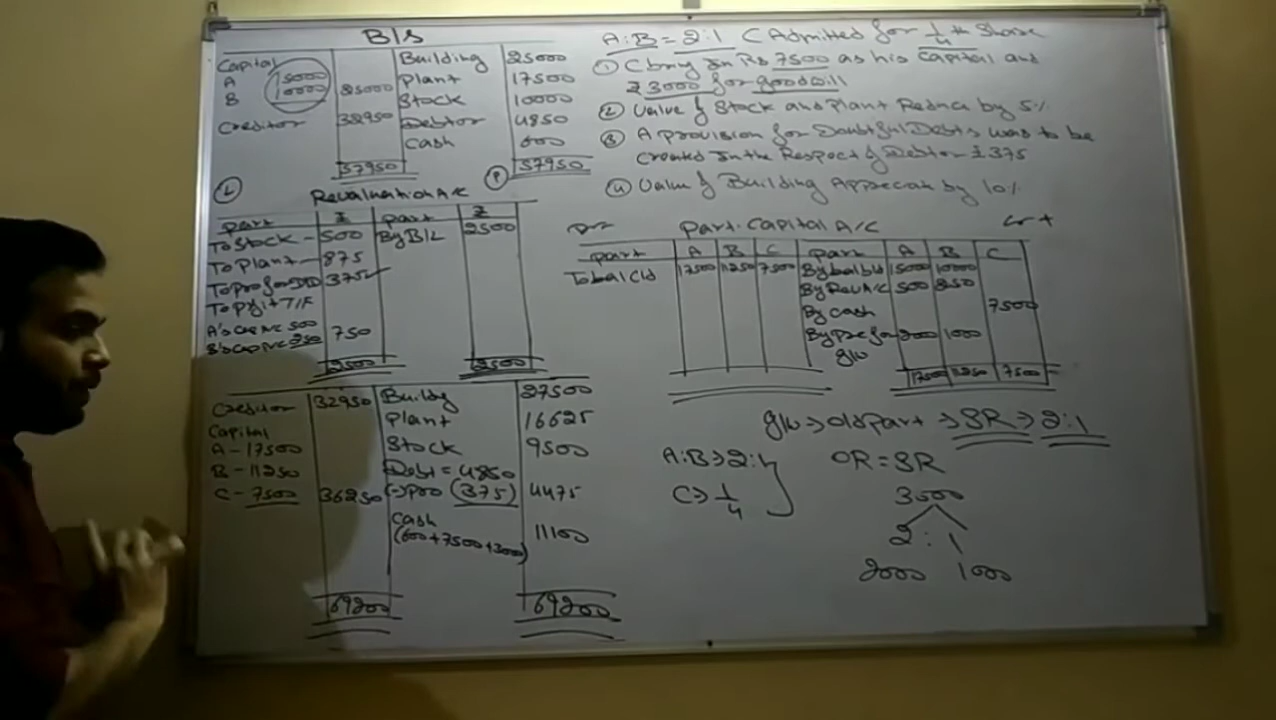 B/S
Capital
A 15000
B 10000 25000
Creditor 32950
57950
Building 25000
Plant 17500
Stock 10000
Debtor 4850
Cash 600
57950
A:B = 2:1 C Admitted for 1/4 th Share
① C bring in Rs 7500 as his capital and
₹ 3000 for goodwill
② Value of Stock and Plant Reduce by 5%
③ A provision for Doubtful Debts was to be
created in the Respect of Debtor ₹ 375
④ Value of Building Appreciate by 10%
Revaluation A/c
part ₹ part ₹
To Stock - 500 By B/L 2500
To plant - 875
To pro for DD 375
To pyit T/F
A's cap A/c 500
B's cap A/c 250 750
2500 2500
Part. Capital A/C
part A B C part A B C
To bal c/d 17500 11250 7500 By bal b/d 15000 10000
By Rev A/c 500 250
By cash 7500
By pre for 2000 1000
g/w
17500 11250 7500
Creditor 32950
Capital
A - 17500
B - 11250
C - 7500 36250
69200
Buildg 27500
Plant 16625
Stock 9500
Debt = 4850
(-) pro (375) 4475
Cash
(600+7500+3000) 11100
69200
g/w ⇒ old part ⇒ SR ⇒ 2:1
A:B ⇒ 2:1
C ⇒ 1/4
OR = SR
3000
2 : 1
2000 1000